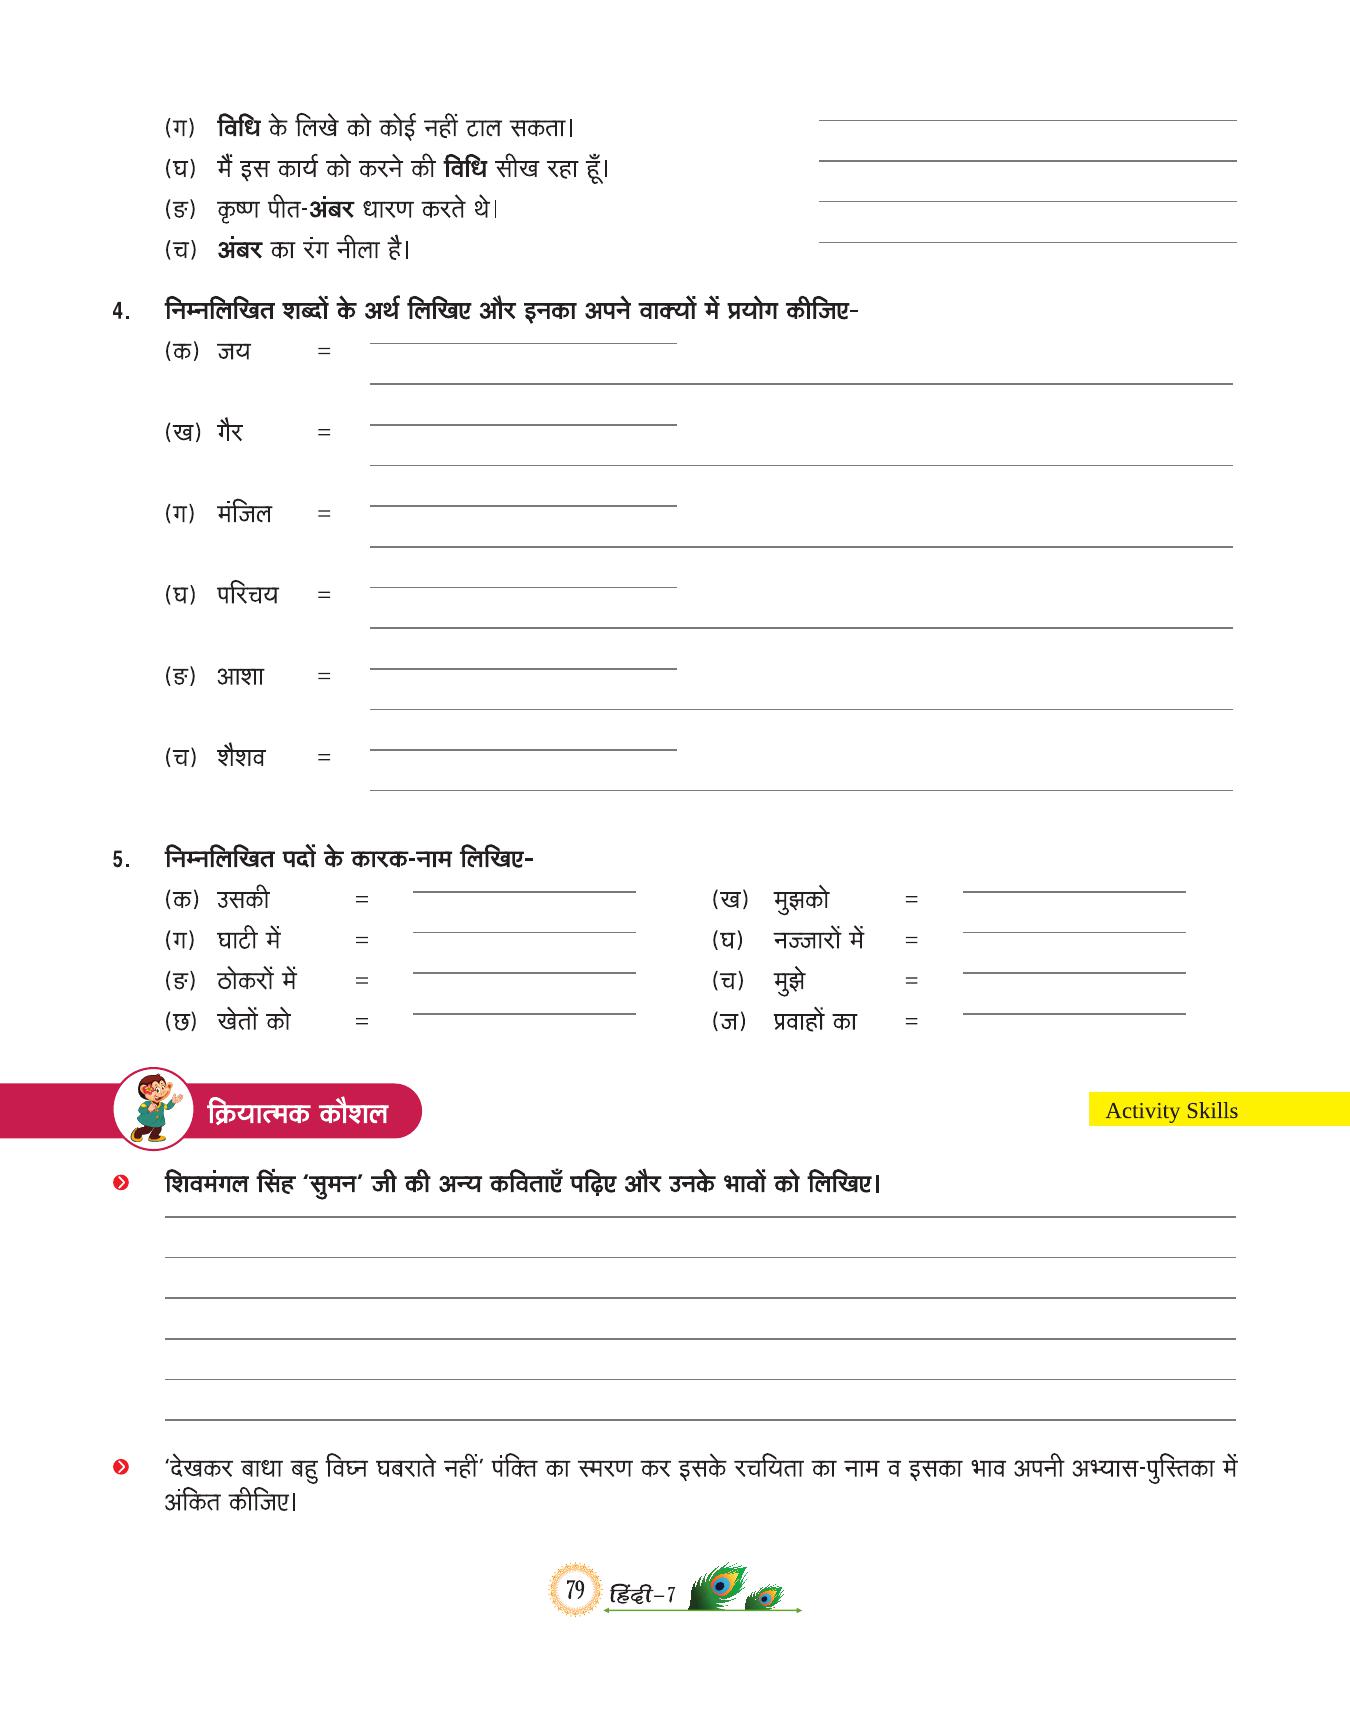 (ग) विधि के लिखे को कोई नहीं टाल सकता।
(घ) मैं इस कार्य को करने की विधि सीख रहा हूँ।
(ङ) कृष्ण पीत-अंबर धारण करते थे।
(च) अंबर का रंग नीला है।
4. निम्नलिखित शब्दों के अर्थ लिखिए और इनका अपने वाक्यों में प्रयोग कीजिए-
(क) जय =
(ख) गैर =
(ग) मंजिल =
(घ) परिचय =
(ङ) आशा =
(च) शैशव =
5. निम्नलिखित पदों के कारक-नाम लिखिए-
(क) उसकी = (ख) मुझको =
(ग) घाटी में = (घ) नज्जारों में =
(ङ) ठोकरों में = (च) मुझे =
(छ) खेतों को = (ज) प्रवाहों का =
क्रियात्मक कौशल Activity Skills
शिवमंगल सिंह ‘सुमन’ जी की अन्य कविताएँ पढ़िए और उनके भावों को लिखिए।
‘देखकर बाधा बहु विघ्न घबराते नहीं’ पंक्ति का स्मरण कर इसके रचयिता का नाम व इसका भाव अपनी अभ्यास-पुस्तिका में
अंकित कीजिए।
79 हिंदी–7